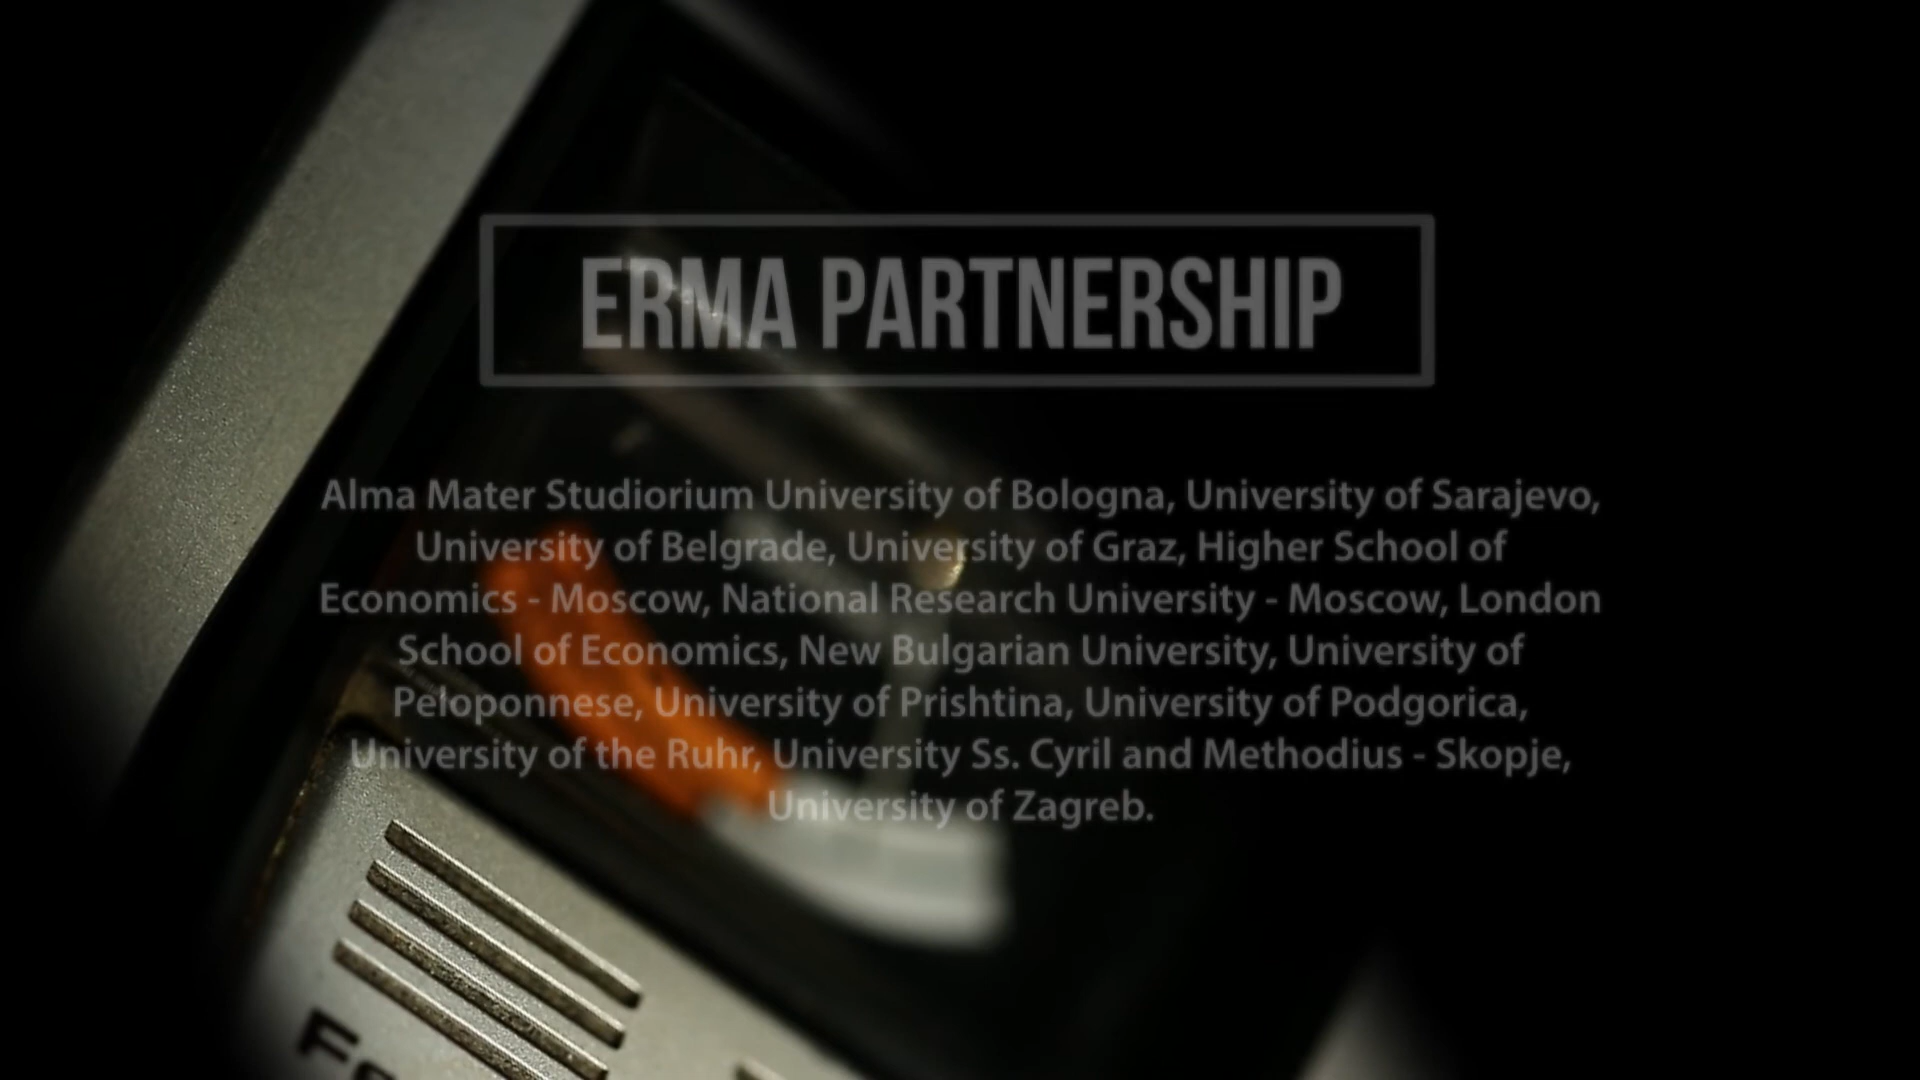 ERMA PARTNERSHIP
Alma Mater Studiorium University of Bologna, University of Sarajevo,
University of Belgrade, University of Graz, Higher School of
Economics - Moscow, National Research University - Moscow, London
School of Economics, New Bulgarian University, University of
Peloponnese, University of Prishtina, University of Podgorica,
University of the Ruhr, University Ss. Cyril and Methodius - Skopje,
University of Zagreb.